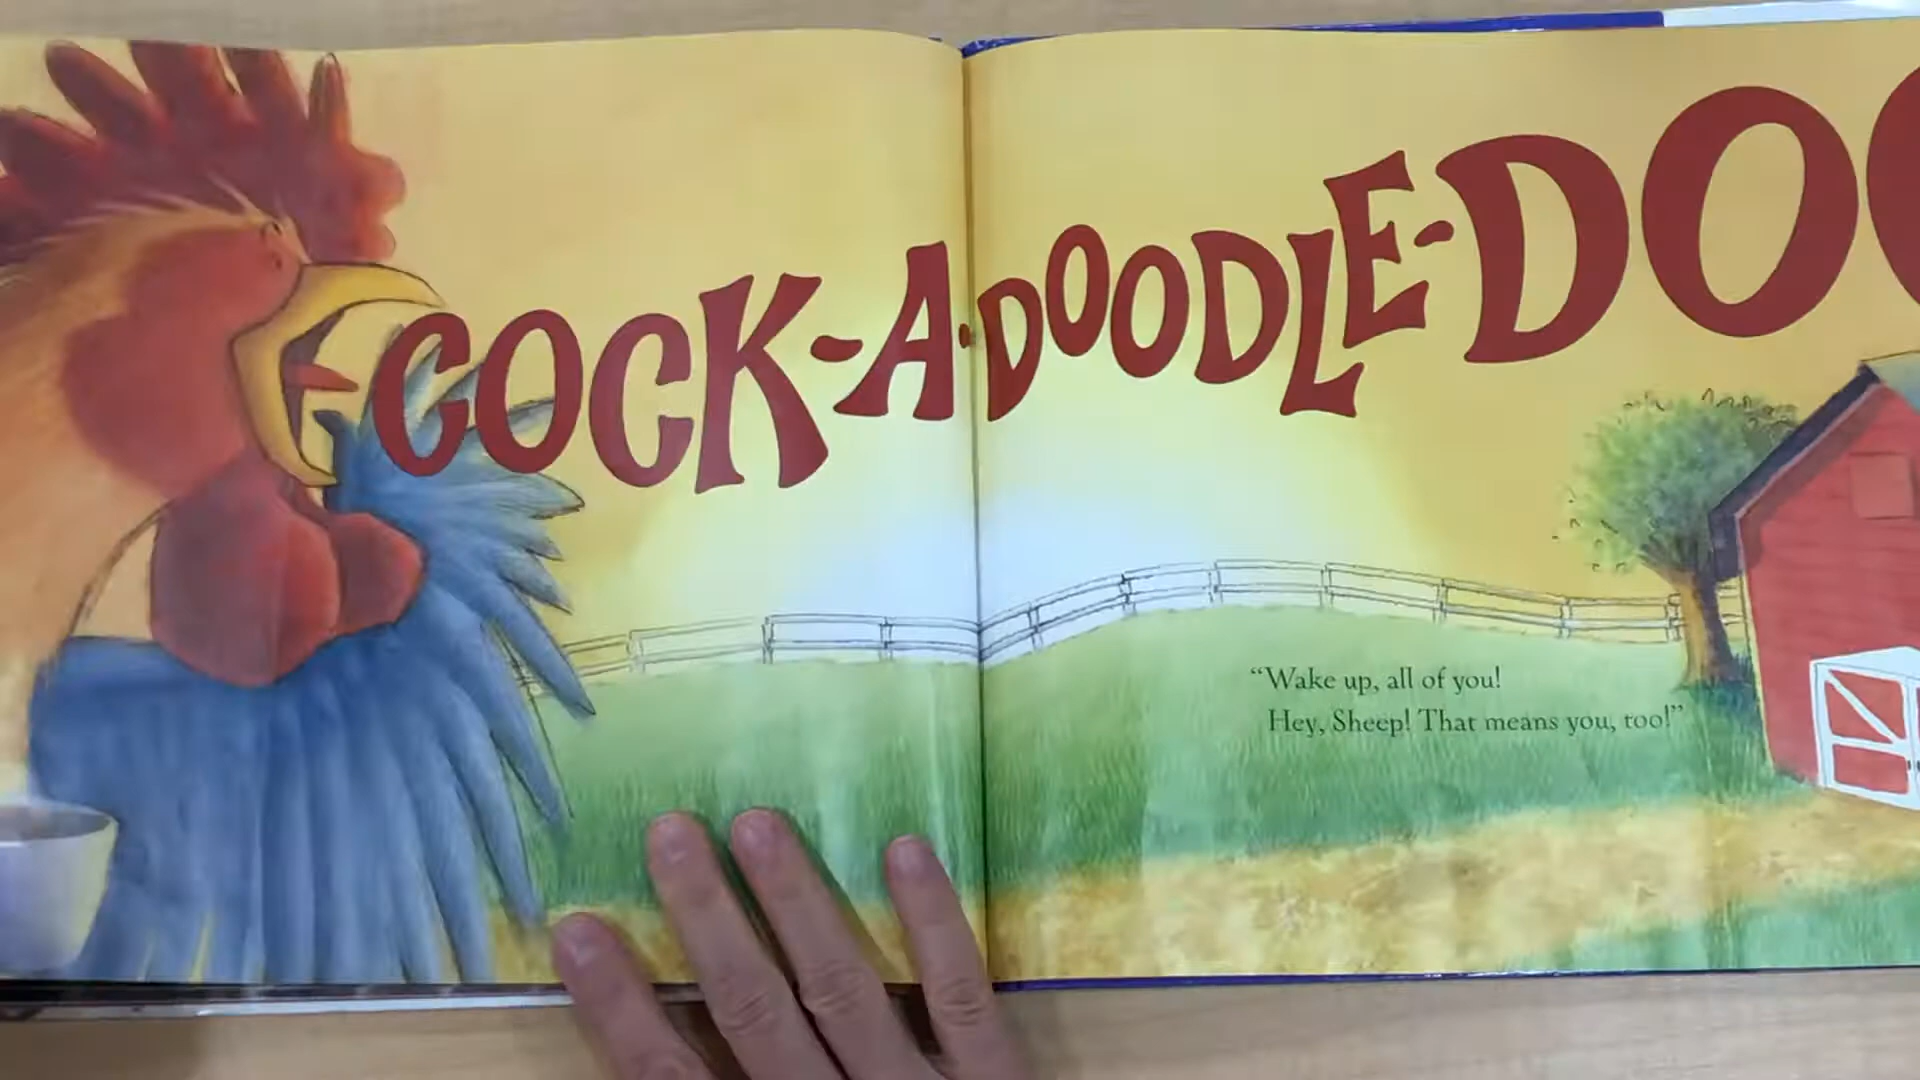 COCK-A-DOODLE-DOO
“Wake up, all of you!
Hey, Sheep! That means you, too!”